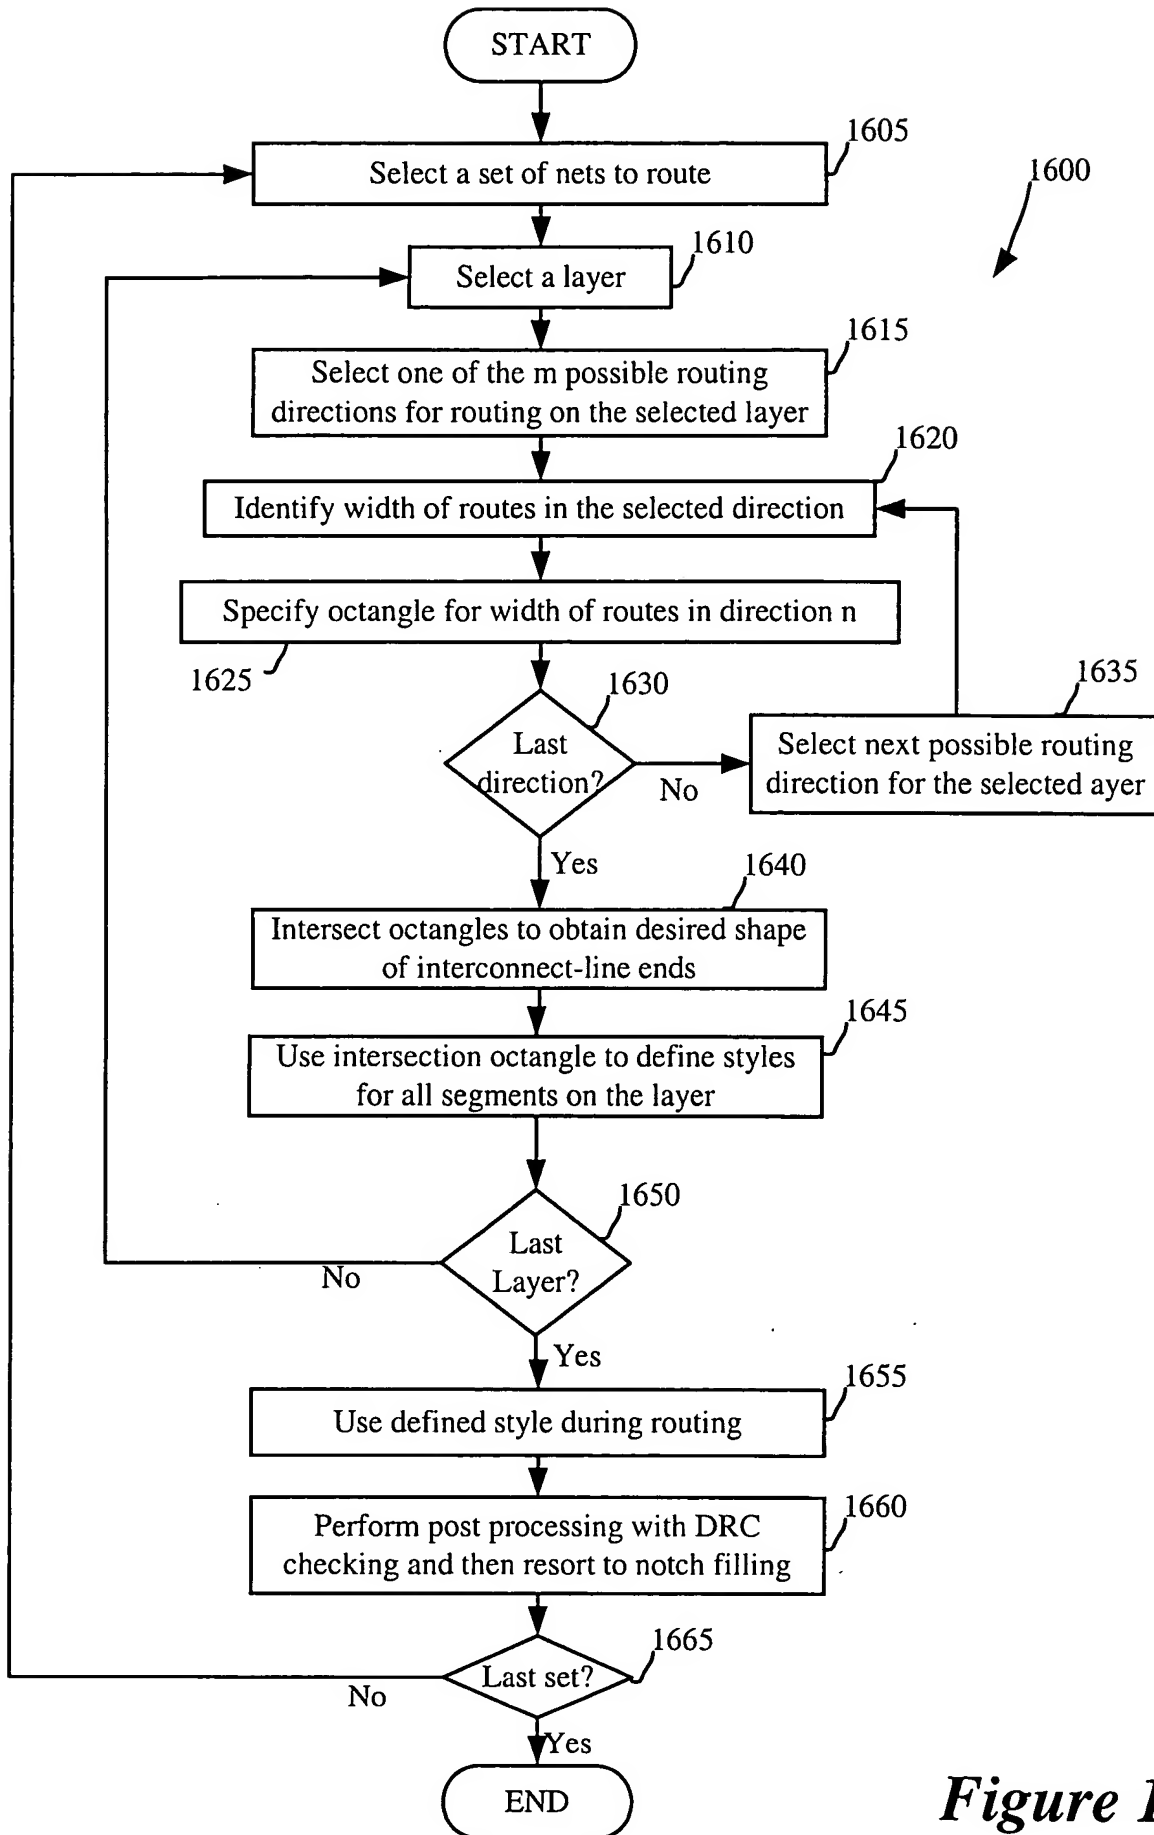 START
1605
Select a set of nets to route
1600
1610
Select a layer
1615
Select one of the m possible routing
directions for routing on the selected layer
1620
Identify width of routes in the selected direction
Specify octangle for width of routes in direction n
1625
1630
1635
Last
direction?
No
Select next possible routing
direction for the selected ayer
Yes
1640
Intersect octangles to obtain desired shape
of interconnect-line ends
1645
Use intersection octangle to define styles
for all segments on the layer
1650
Last
Layer?
No
Yes
1655
Use defined style during routing
1660
Perform post processing with DRC
checking and then resort to notch filling
1665
Last set?
No
Yes
END
Figure 1